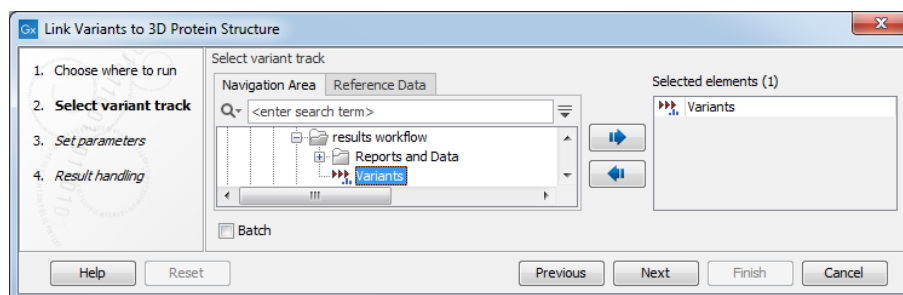 Gx Link Variants to 3D Protein Structure
X
1. Choose where to run
2. Select variant track
3. Set parameters
4. Result handling
Select variant track
Navigation Area Reference Data
<enter search term>
results workflow
Reports and Data
Variants
Batch
Selected elements (1)
Variants
Help Reset Previous Next Finish Cancel